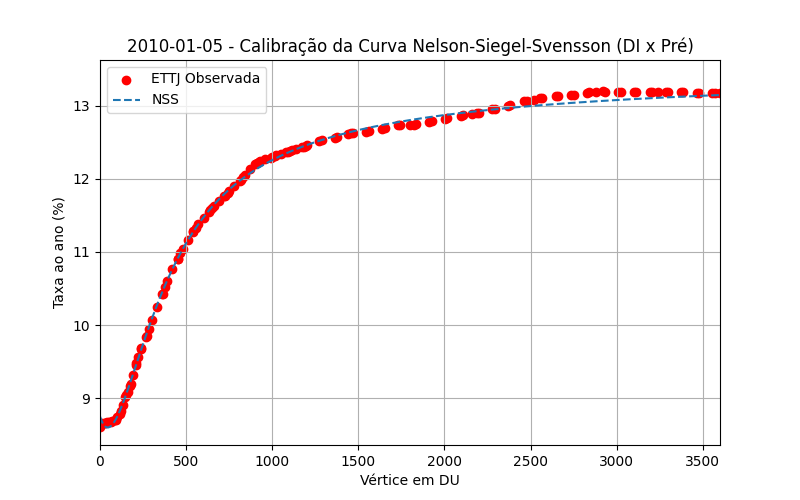 2010-01-05 - Calibração da Curva Nelson-Siegel-Svensson (DI x Pré)
ETTJ Observada
NSS
Taxa ao ano (%)
13
12
11
10
9
0 500 1000 1500 2000 2500 3000 3500
Vértice em DU